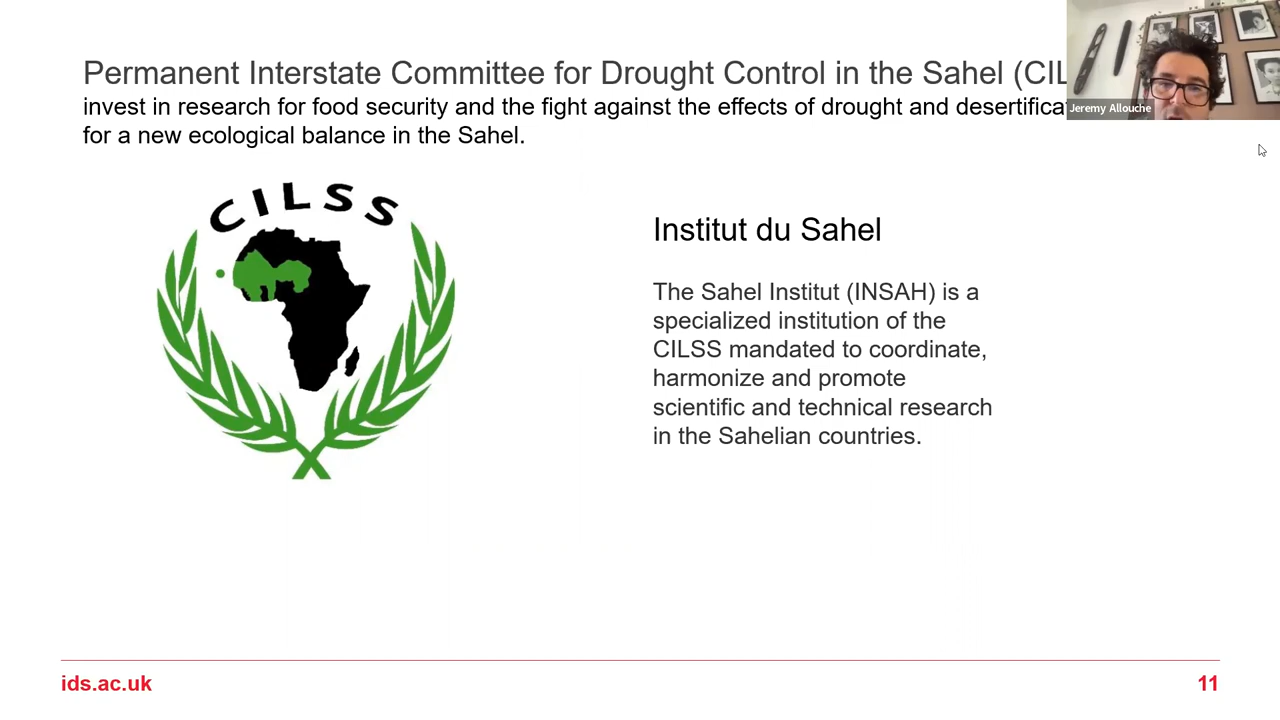 Permanent Interstate Committee for Drought Control in the Sahel (CIL
invest in research for food security and the fight against the effects of drought and desertifica
for a new ecological balance in the Sahel.
Jeremy Allouche
CILSS
Institut du Sahel
The Sahel Institut (INSAH) is a
specialized institution of the
CILSS mandated to coordinate,
harmonize and promote
scientific and technical research
in the Sahelian countries.
ids.ac.uk
11